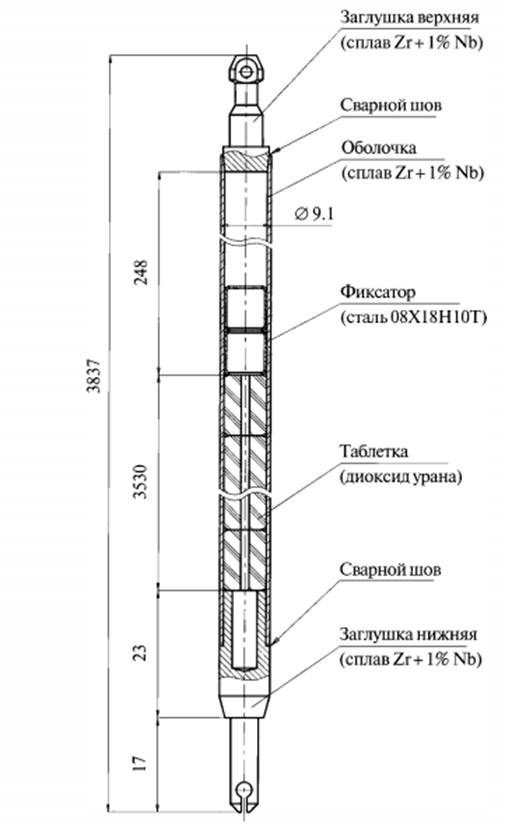 Заглушка верхняя
(сплав Zr + 1% Nb)
Сварной шов
Оболочка
(сплав Zr + 1% Nb)
∅ 9.1
248
Фиксатор
(сталь 08Х18Н10Т)
3837
Таблетка
(диоксид урана)
3530
Сварной шов
Заглушка нижняя
(сплав Zr + 1% Nb)
23
17